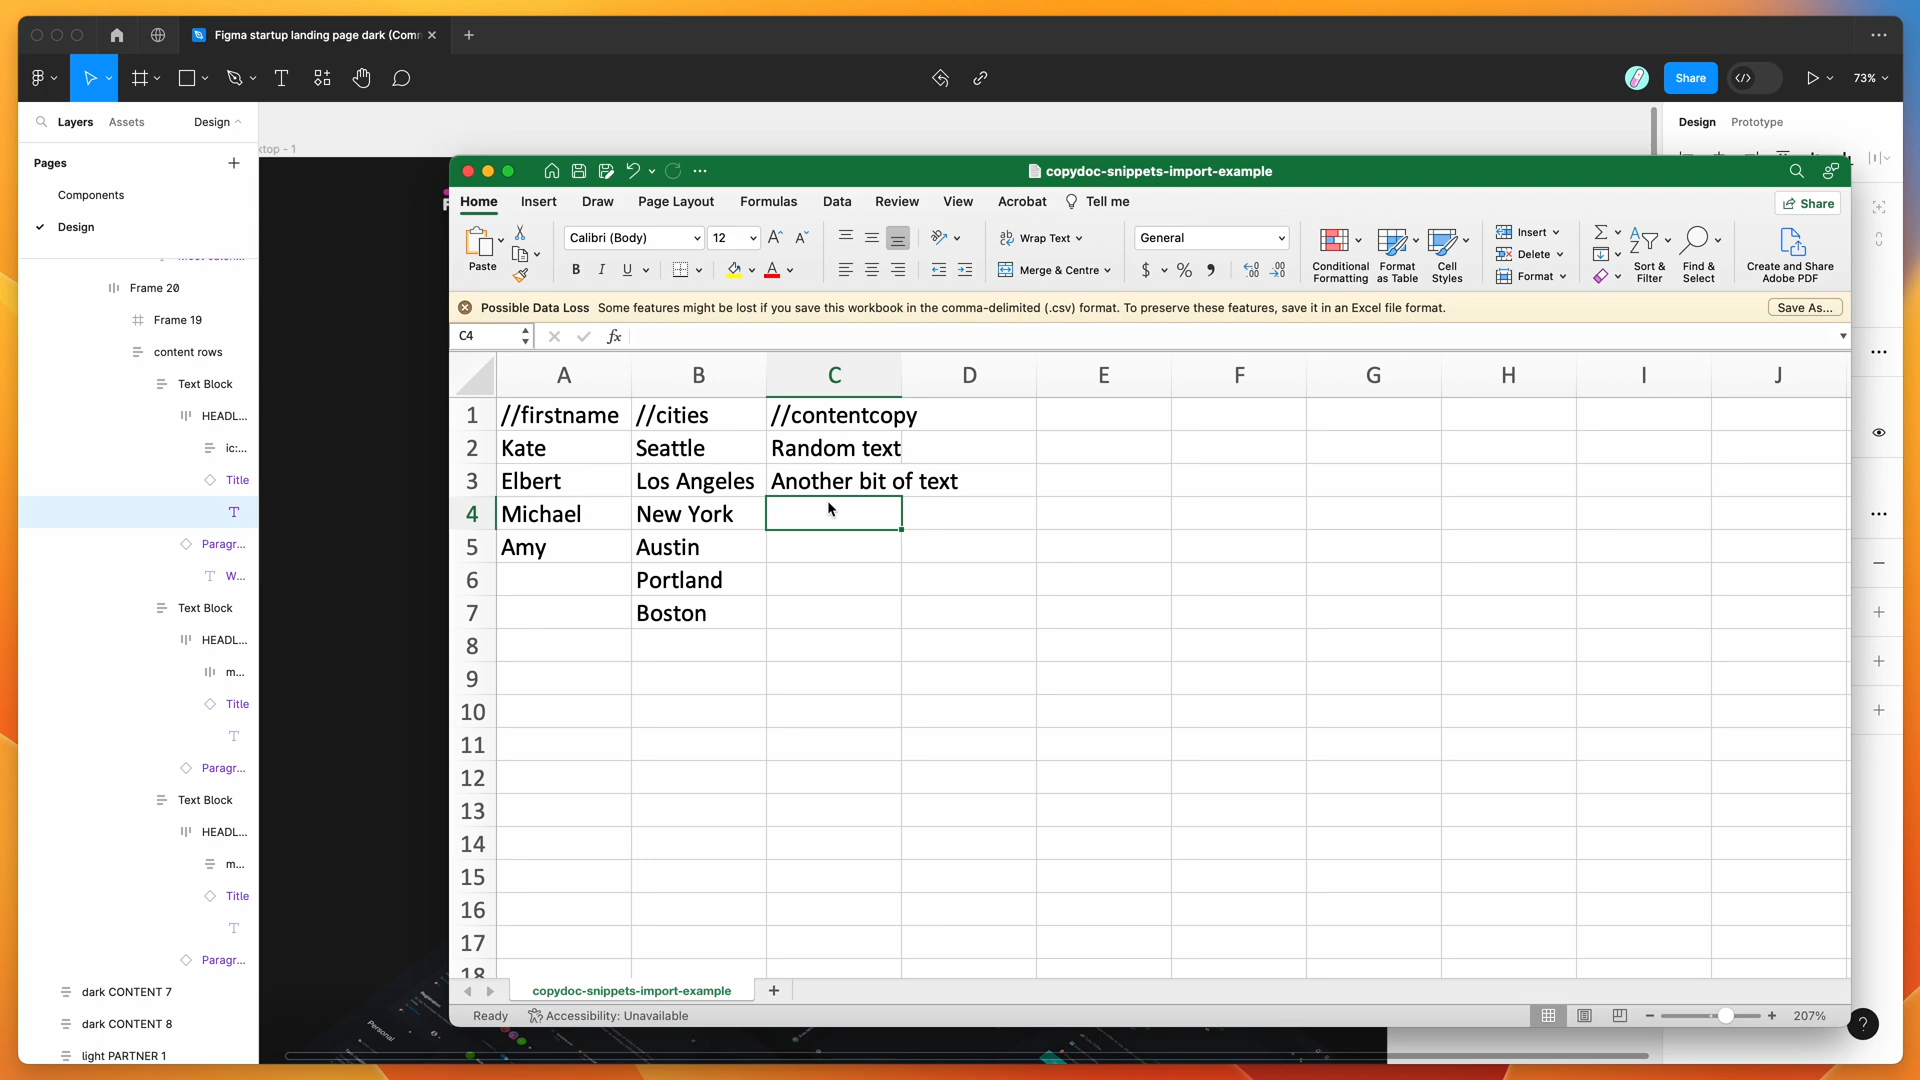 Figma startup landing page dark (Com
Share
73%
Layers
Assets
Design
Design
Prototype
Pages
Components
Design
Frame 20
Frame 19
content rows
Text Block
HEADL...
ic:...
Title
Paragr...
W...
Text Block
HEADL...
m...
Title
Paragr...
Text Block
HEADL...
m...
Title
Paragr...
dark CONTENT 7
dark CONTENT 8
light PARTNER 1
ktop - 1
copydoc-snippets-import-example
Home Insert Draw Page Layout Formulas Data Review View Acrobat Tell me
Share
Paste
Calibri (Body)
12
B I U
Wrap Text
Merge & Centre
General
Conditional Formatting
Format as Table
Cell Styles
Insert
Delete
Format
Sort & Filter
Find & Select
Create and Share Adobe PDF
Possible Data Loss Some features might be lost if you save this workbook in the comma-delimited (.csv) format. To preserve these features, save it in an Excel file format.
Save As...
C4
fx
A B C D E F G H I J
1 //firstname //cities //contentcopy
2 Kate Seattle Random text
3 Elbert Los Angeles Another bit of text
4 Michael New York
5 Amy Austin
6 Portland
7 Boston
8
9
10
11
12
13
14
15
16
17
18
copydoc-snippets-import-example
Ready
Accessibility: Unavailable
207%
Personal